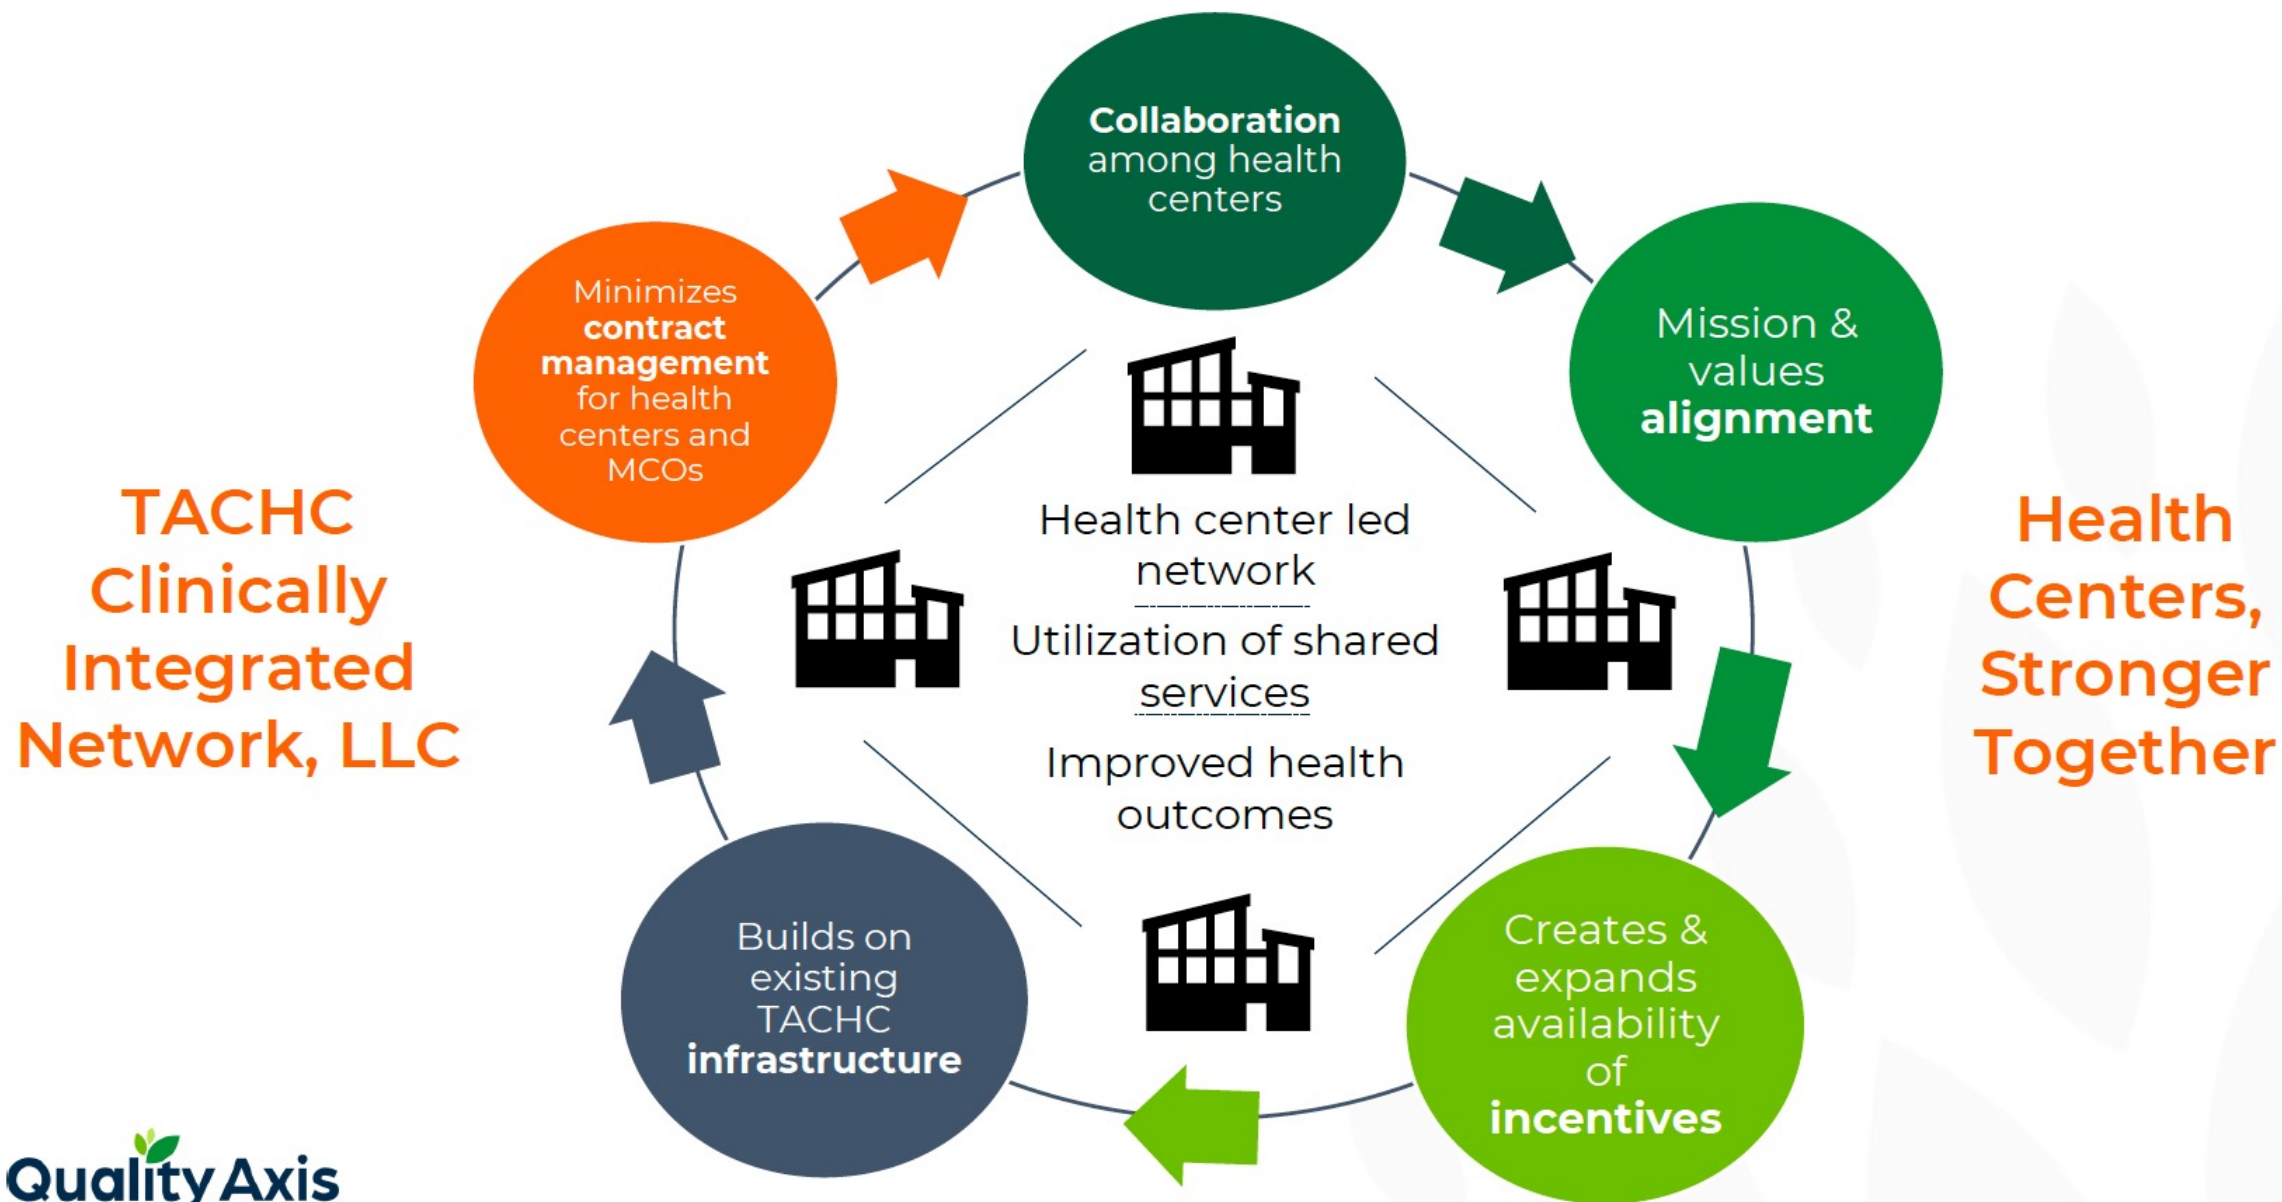 Collaboration
among health
centers
Mission &
values
alignment
Creates &
expands
availability
of
incentives
Builds on
existing
TACHC
infrastructure
Minimizes
contract
management
for health
centers and
MCOs
Health center led
network
Utilization of shared
services
Improved health
outcomes
TACHC
Clinically
Integrated
Network, LLC
Health
Centers,
Stronger
Together
Quality Axis